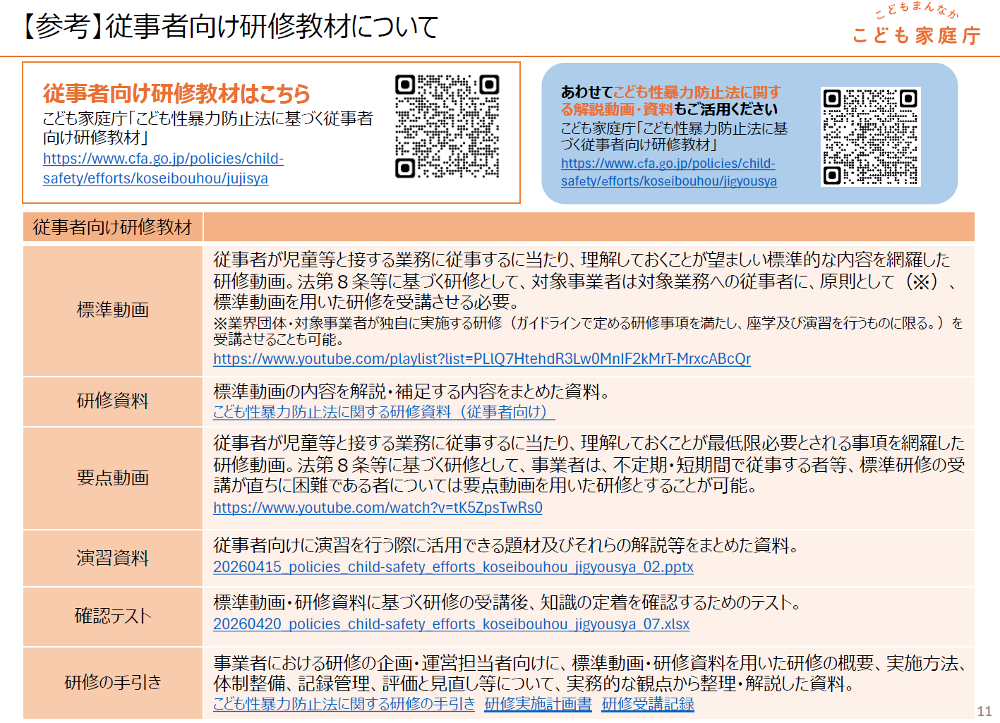 【参考】従事者向け研修教材について
こどもまんなか
こども家庭庁
従事者向け研修教材はこちら
こども家庭庁「こども性暴力防止法に基づく従事者
向け研修教材」
https://www.cfa.go.jp/policies/child-
safety/efforts/koseibouhou/jujisya
あわせてこども性暴力防止法に関す
る解説動画・資料もご活用ください
こども家庭庁「こども性暴力防止法に基
づく従事者向け研修教材」
https://www.cfa.go.jp/policies/child-
safety/efforts/koseibouhou/jigyousya
従事者向け研修教材
標準動画
従事者が児童等と接する業務に従事するに当たり、理解しておくことが望ましい標準的な内容を網羅した
研修動画。法第８条等に基づく研修として、対象事業者は対象業務への従事者に、原則として（※）、
標準動画を用いた研修を受講させる必要。
※業界団体・対象事業者が独自に実施する研修（ガイドラインで定める研修事項を満たし、座学及び演習を行うものに限る。）を
受講させることも可能。
https://www.youtube.com/playlist?list=PLlQ7HtehdR3Lw0MnIF2kMrT-MrxcABcQr
研修資料
標準動画の内容を解説・補足する内容をまとめた資料。
こども性暴力防止法に関する研修資料（従事者向け）
要点動画
従事者が児童等と接する業務に従事するに当たり、理解しておくことが最低限必要とされる事項を網羅した
研修動画。法第８条等に基づく研修として、事業者は、不定期・短期間で従事する者等、標準研修の受
講が直ちに困難である者については要点動画を用いた研修とすることが可能。
https://www.youtube.com/watch?v=tK5ZpsTwRs0
演習資料
従事者向けに演習を行う際に活用できる題材及びそれらの解説等をまとめた資料。
20260415_policies_child-safety_efforts_koseibouhou_jigyousya_02.pptx
確認テスト
標準動画・研修資料に基づく研修の受講後、知識の定着を確認するためのテスト。
20260420_policies_child-safety_efforts_koseibouhou_jigyousya_07.xlsx
研修の手引き
事業者における研修の企画・運営担当者向けに、標準動画・研修資料を用いた研修の概要、実施方法、
体制整備、記録管理、評価と見直し等について、実務的な観点から整理・解説した資料。
こども性暴力防止法に関する研修の手引き 研修実施計画書 研修受講記録
11